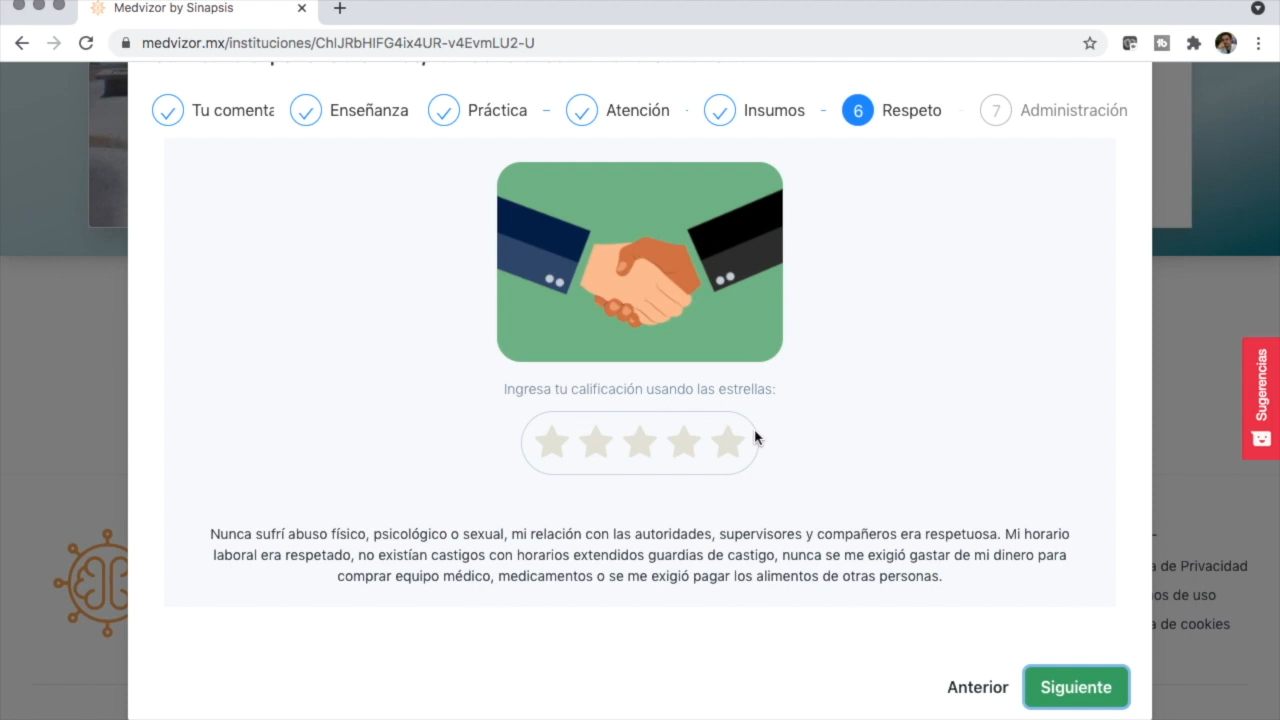 Medvizor by Sinapsis
medvizor.mx/instituciones/ChIJRbHIFG4ix4UR-v4EvmLU2-U
Tu comenta
Enseñanza
Práctica
Atención
Insumos
6 Respeto
7 Administración
Ingresa tu calificación usando las estrellas:
Nunca sufrí abuso físico, psicológico o sexual, mi relación con las autoridades, supervisores y compañeros era respetuosa. Mi horario
laboral era respetado, no existían castigos con horarios extendidos guardias de castigo, nunca se me exigió gastar de mi dinero para
comprar equipo médico, medicamentos o se me exigió pagar los alimentos de otras personas.
Sugerencias
a de Privacidad
os de uso
a de cookies
Anterior
Siguiente